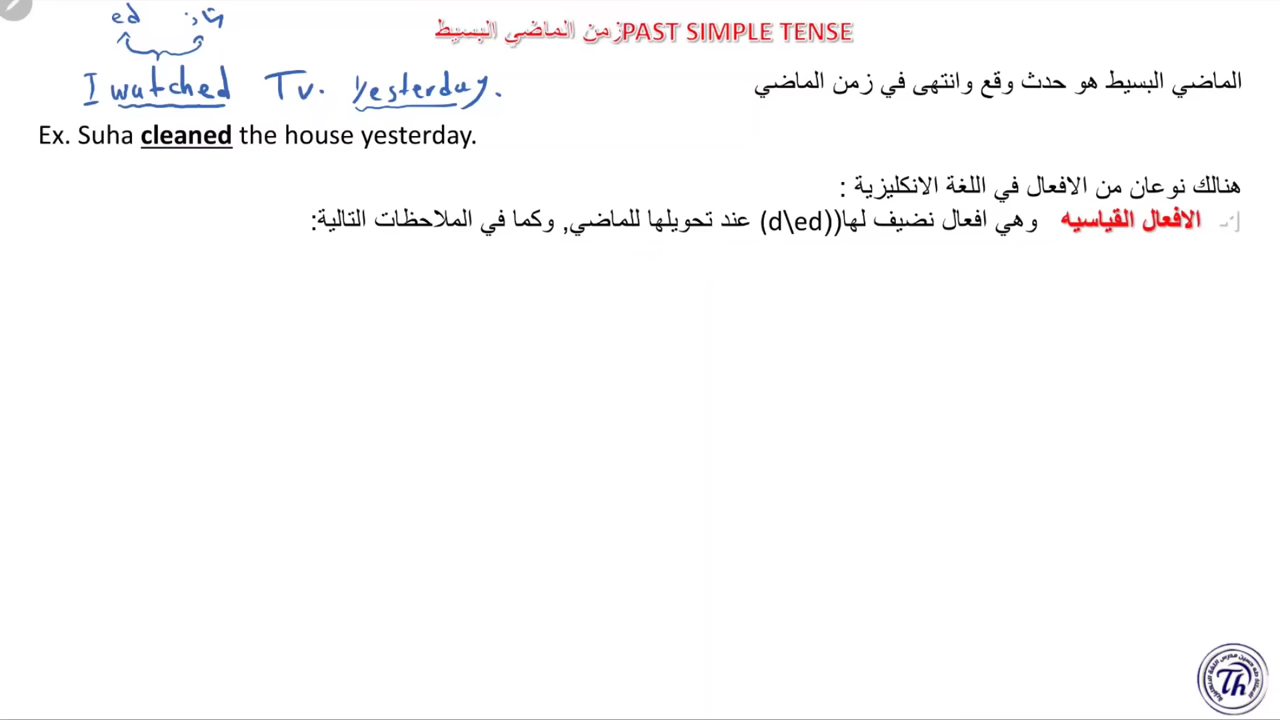 زمن الماضي البسيطPAST SIMPLE TENSE
ed
I watched Tv. yesterday.
الماضي البسيط هو حدث وقع وانتهى في زمن الماضي
Ex. Suha cleaned the house yesterday.
هنالك نوعان من الافعال في اللغة الانكليزية :
1- الافعال القياسيه وهي افعال نضيف لها((d\ed) عند تحويلها للماضي, وكما في الملاحظات التالية:
Th